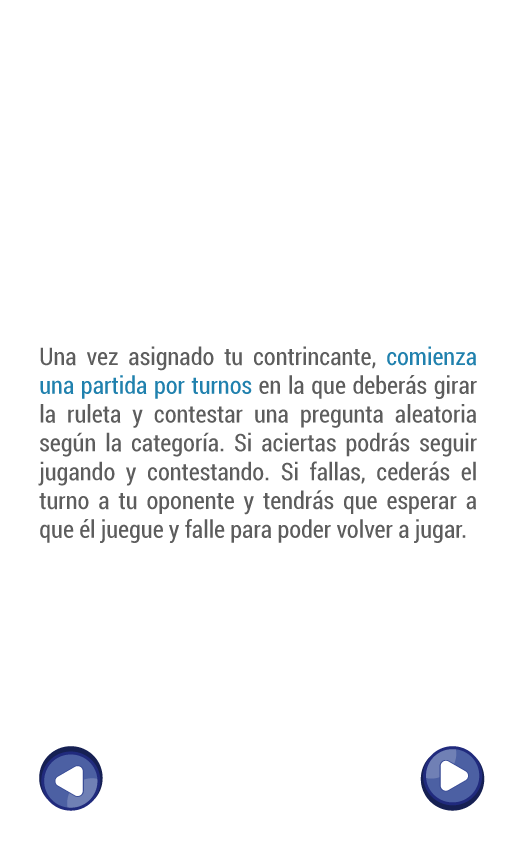 Una vez asignado tu contrincante, comienza
una partida por turnos en la que deberás girar
la ruleta y contestar una pregunta aleatoria
según la categoría. Si aciertas podrás seguir
jugando y contestando. Si fallas, cederás el
turno a tu oponente y tendrás que esperar a
que él juegue y falle para poder volver a jugar.